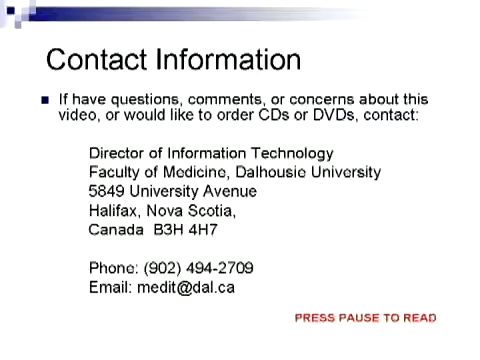 Contact Information
If have questions, comments, or concerns about this
video, or would like to order CDs or DVDs, contact:
Director of Information Technology
Faculty of Medicine, Dalhousie University
5849 University Avenue
Halifax, Nova Scotia,
Canada B3H 4H7
Phone: (902) 494-2709
Email: medit@dal.ca
PRESS PAUSE TO READ